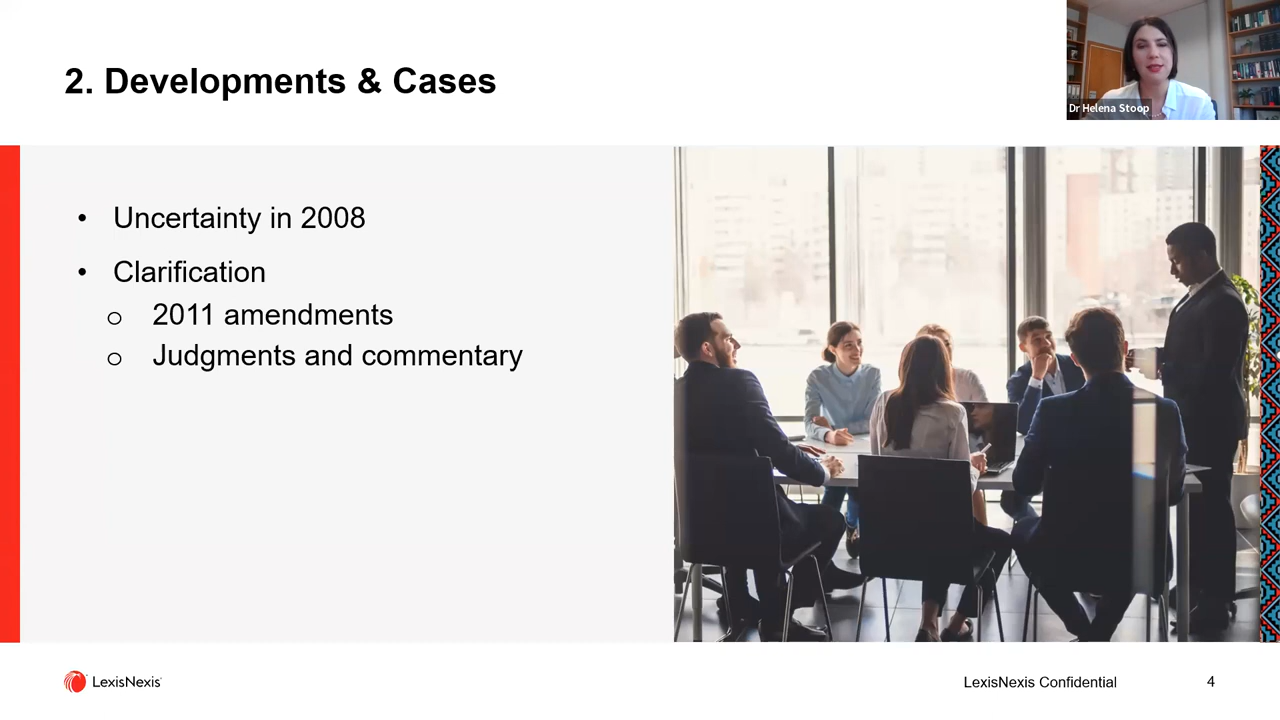 2. Developments & Cases
Dr Helena Stoop
• Uncertainty in 2008
• Clarification
o 2011 amendments
o Judgments and commentary
LexisNexis
LexisNexis Confidential
4